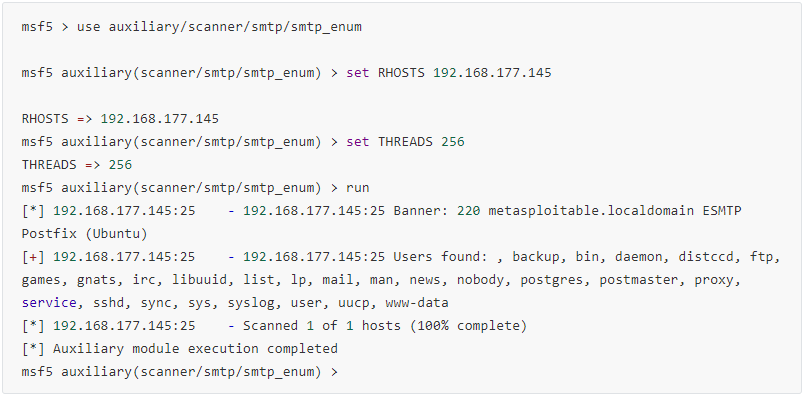 msf5 > use auxiliary/scanner/smtp/smtp_enum
msf5 auxiliary(scanner/smtp/smtp_enum) > set RHOSTS 192.168.177.145
RHOSTS => 192.168.177.145
msf5 auxiliary(scanner/smtp/smtp_enum) > set THREADS 256
THREADS => 256
msf5 auxiliary(scanner/smtp/smtp_enum) > run
[*] 192.168.177.145:25    - 192.168.177.145:25 Banner: 220 metasploitable.localdomain ESMTP
Postfix (Ubuntu)
[+] 192.168.177.145:25    - 192.168.177.145:25 Users found: , backup, bin, daemon, distccd, ftp,
games, gnats, irc, libuuid, list, lp, mail, man, news, nobody, postgres, postmaster, proxy,
service, sshd, sync, sys, syslog, user, uucp, www-data
[*] 192.168.177.145:25    - Scanned 1 of 1 hosts (100% complete)
[*] Auxiliary module execution completed
msf5 auxiliary(scanner/smtp/smtp_enum) >